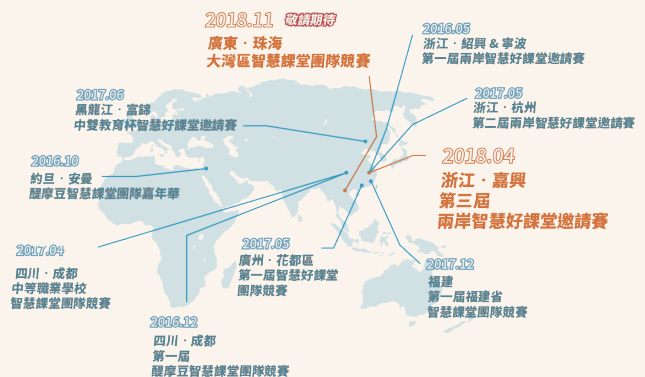 2018.11 敬請期待
廣東．珠海
大灣區智慧課堂團隊競賽
2016.05
浙江．紹興 & 寧波
第一屆兩岸智慧好課堂邀請賽
2017.06
黑龍江．富錦
中雙教育杯智慧好課堂邀請賽
2017.05
浙江．杭州
第二屆兩岸智慧好課堂邀請賽
2016.10
約旦．安曼
醍摩豆智慧課堂團隊嘉年華
2018.04
浙江．嘉興
第三屆
兩岸智慧好課堂邀請賽
2017.04
四川．成都
中等職業學校
智慧課堂團隊競賽
2017.05
廣州．花都區
第一屆智慧好課堂
團隊競賽
2017.12
福建
第一屆福建省
智慧課堂團隊競賽
2016.12
四川．成都
第一屆
醍摩豆智慧課堂團隊競賽